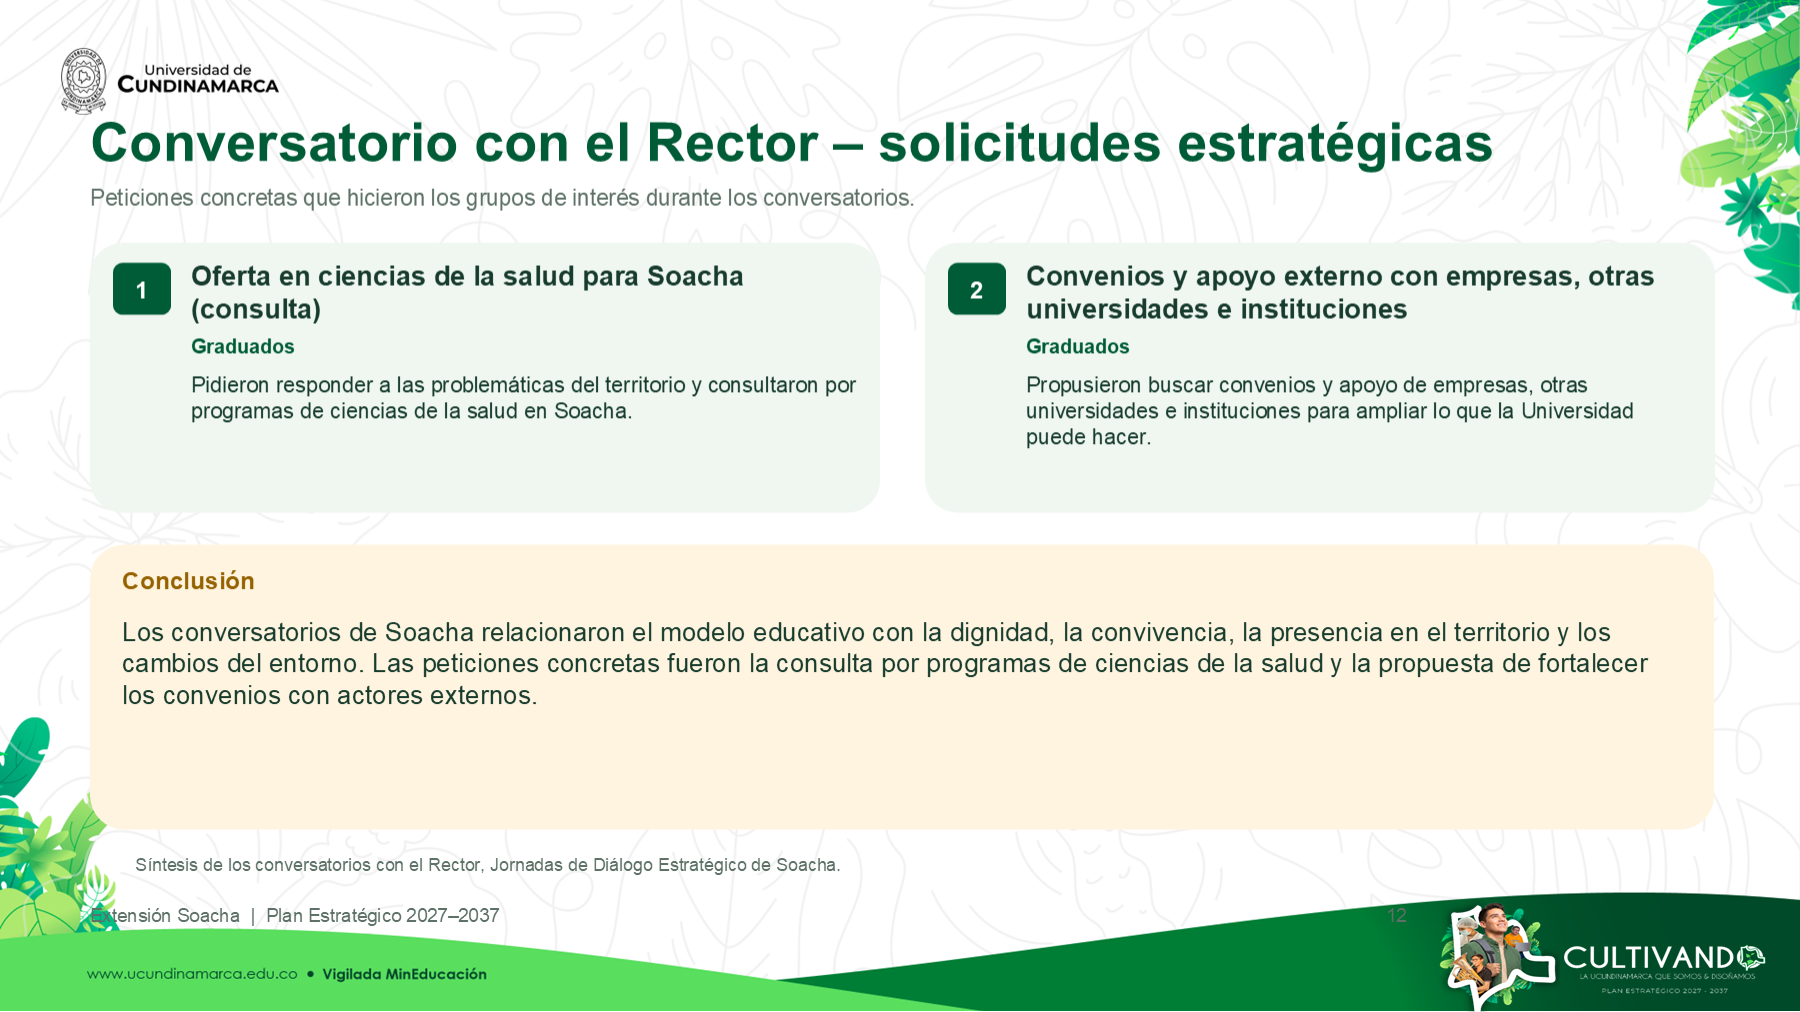 Universidad de
CUNDINAMARCA
Conversatorio con el Rector – solicitudes estratégicas
Peticiones concretas que hicieron los grupos de interés durante los conversatorios.
1
Oferta en ciencias de la salud para Soacha
(consulta)
Graduados
Pidieron responder a las problemáticas del territorio y consultaron por
programas de ciencias de la salud en Soacha.
2
Convenios y apoyo externo con empresas, otras
universidades e instituciones
Graduados
Propusieron buscar convenios y apoyo de empresas, otras
universidades e instituciones para ampliar lo que la Universidad
puede hacer.
Conclusión
Los conversatorios de Soacha relacionaron el modelo educativo con la dignidad, la convivencia, la presencia en el territorio y los
cambios del entorno. Las peticiones concretas fueron la consulta por programas de ciencias de la salud y la propuesta de fortalecer
los convenios con actores externos.
Síntesis de los conversatorios con el Rector, Jornadas de Diálogo Estratégico de Soacha.
Extensión Soacha | Plan Estratégico 2027–2037
12
www.ucundinamarca.edu.co • Vigilada MinEducación
CULTIVANDO
LA UCUNDINAMARCA QUE SOMOS & DISOÑAMOS
PLAN ESTRATÉGICO 2027 - 2037